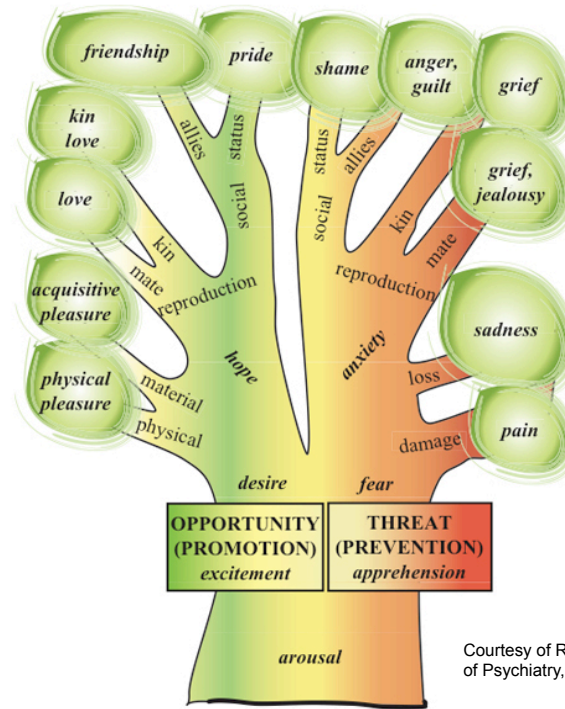 friendship
pride
shame
anger,
guilt
grief
kin
love
allies
status
status
allies
grief,
jealousy
love
social
social
kin
mate
kin
mate
reproduction
reproduction
acquisitive
pleasure
sadness
hope
anxiety
material
loss
physical
pleasure
physical
damage
pain
desire
fear
OPPORTUNITY
(PROMOTION)
excitement
THREAT
(PREVENTION)
apprehension
arousal
Courtesy of R
of Psychiatry,